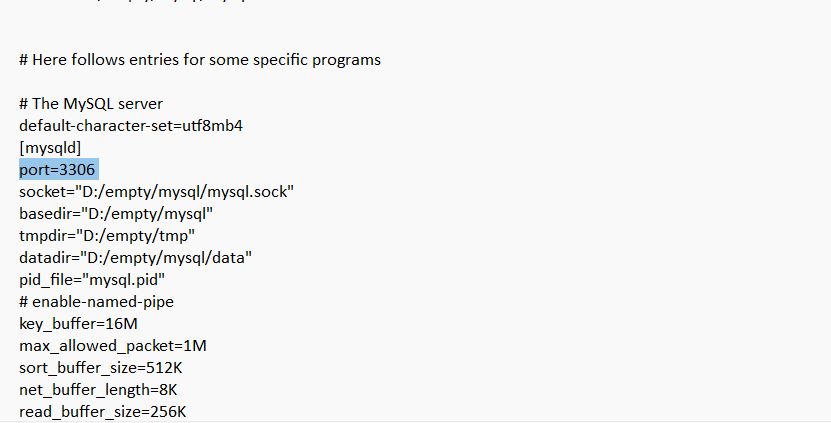 # Here follows entries for some specific programs
# The MySQL server
default-character-set=utf8mb4
[mysqld]
port=3306
socket="D:/empty/mysql/mysql.sock"
basedir="D:/empty/mysql"
tmpdir="D:/empty/tmp"
datadir="D:/empty/mysql/data"
pid_file="mysql.pid"
# enable-named-pipe
key_buffer=16M
max_allowed_packet=1M
sort_buffer_size=512K
net_buffer_length=8K
read_buffer_size=256K